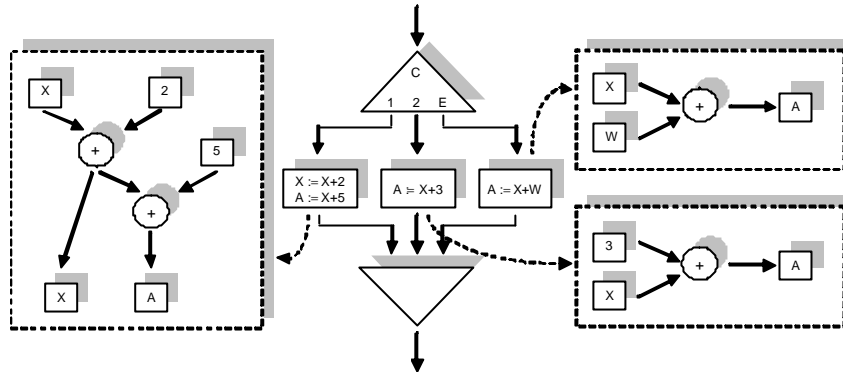 C
1 2 E
X := X+2
A := X+5
A := X+3
A := X+W
X
2
+
5
+
X
A
X
W
+
A
3
X
+
A